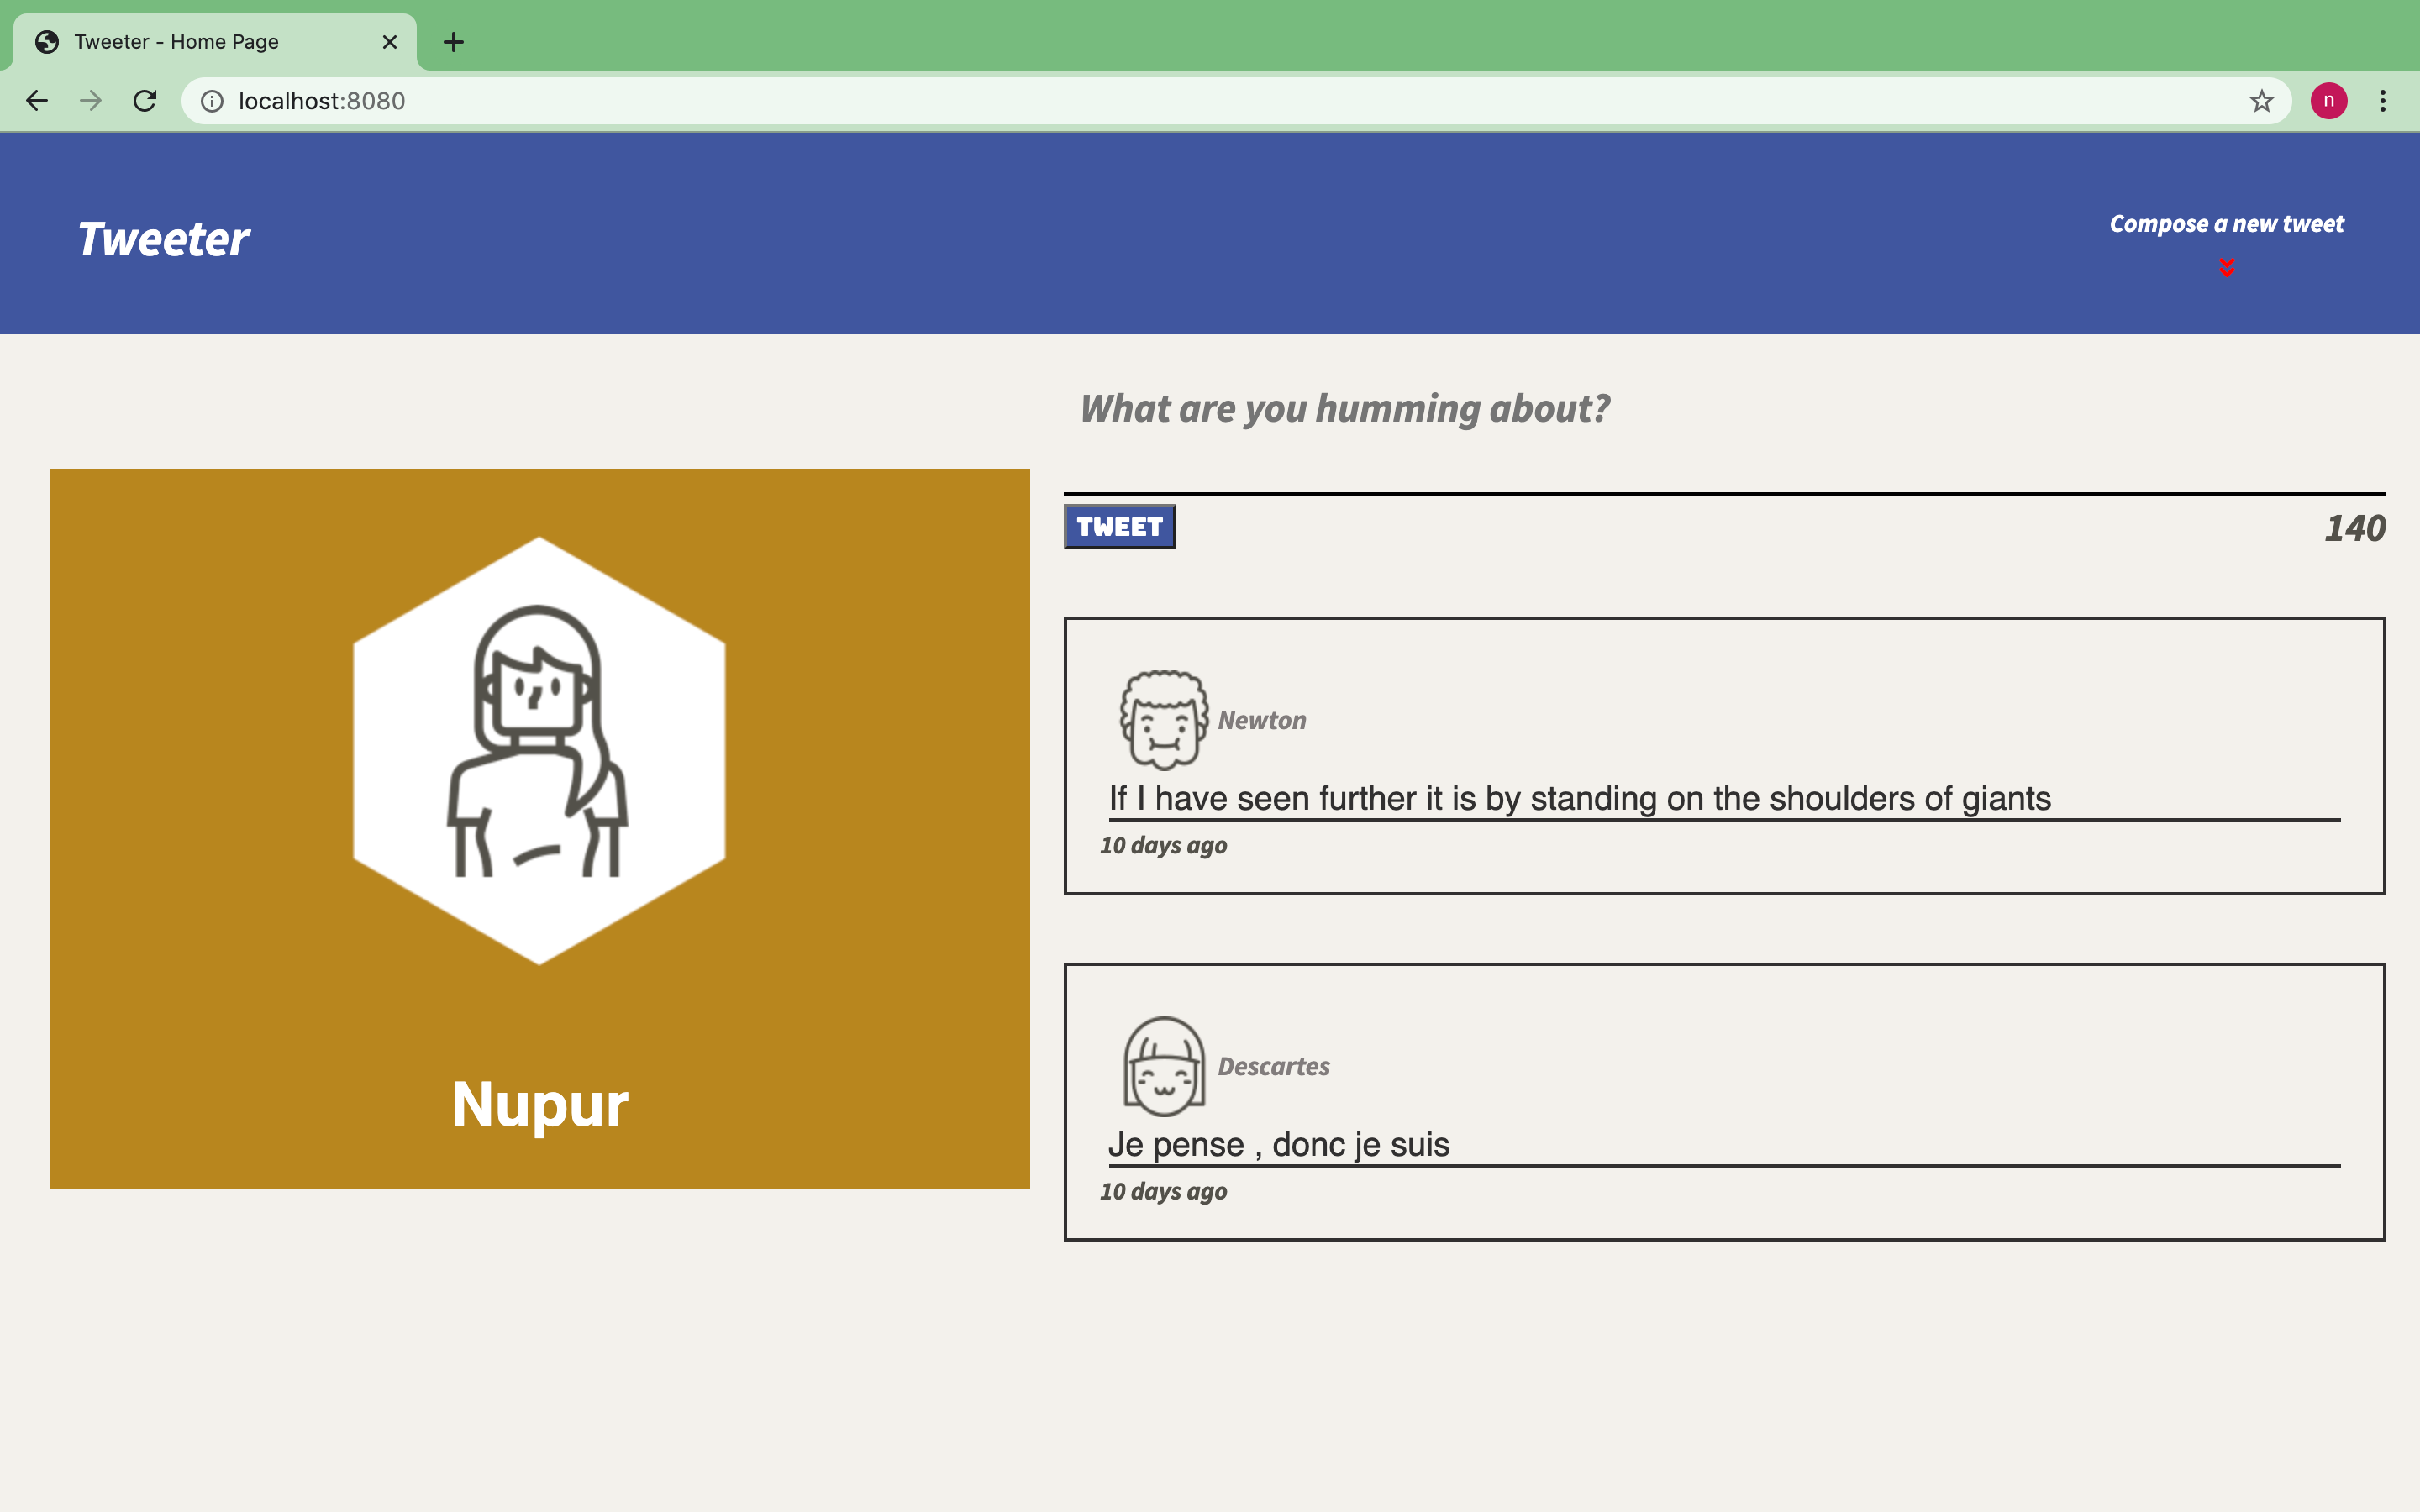 Tweeter - Home Page
localhost:8080
n
Tweeter
Compose a new tweet
What are you humming about?
TWEET
140
Nupur
Newton
If I have seen further it is by standing on the shoulders of giants
10 days ago
Descartes
Je pense , donc je suis
10 days ago